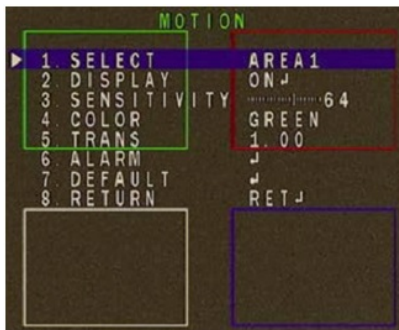 MOTION
1. SELECT AREA1
2. DISPLAY ON↲
3. SENSITIVITY 64
4. COLOR GREEN
5. TRANS 1.00
6. ALARM ↲
7. DEFAULT ↲
8. RETURN RET↲